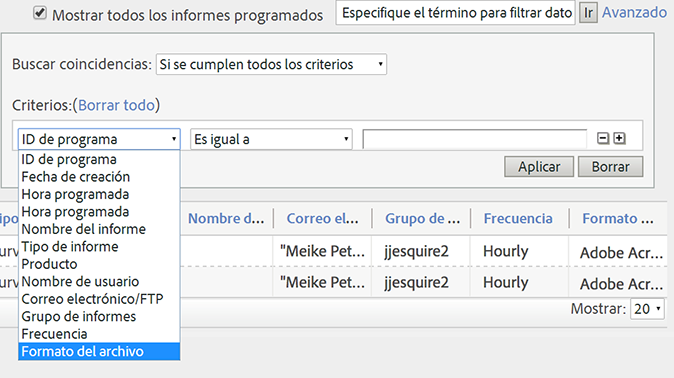 Mostrar todos los informes programados Especifique el término para filtrar dato Ir Avanzado
Buscar coincidencias: Si se cumplen todos los criterios
Criterios:(Borrar todo)
ID de programa Es igual a
ID de programa
Fecha de creación
Hora programada
Hora programada
Nombre del informe
Tipo de informe
Producto
Nombre de usuario
Correo electrónico/FTP
Grupo de informes
Frecuencia
Formato del archivo
Aplicar Borrar
Nombre d... Correo el... Grupo de ... Frecuencia Formato ...
"Meike Pet... jjesquire2 Hourly Adobe Acr...
"Meike Pet... jjesquire2 Hourly Adobe Acr...
Mostrar: 20